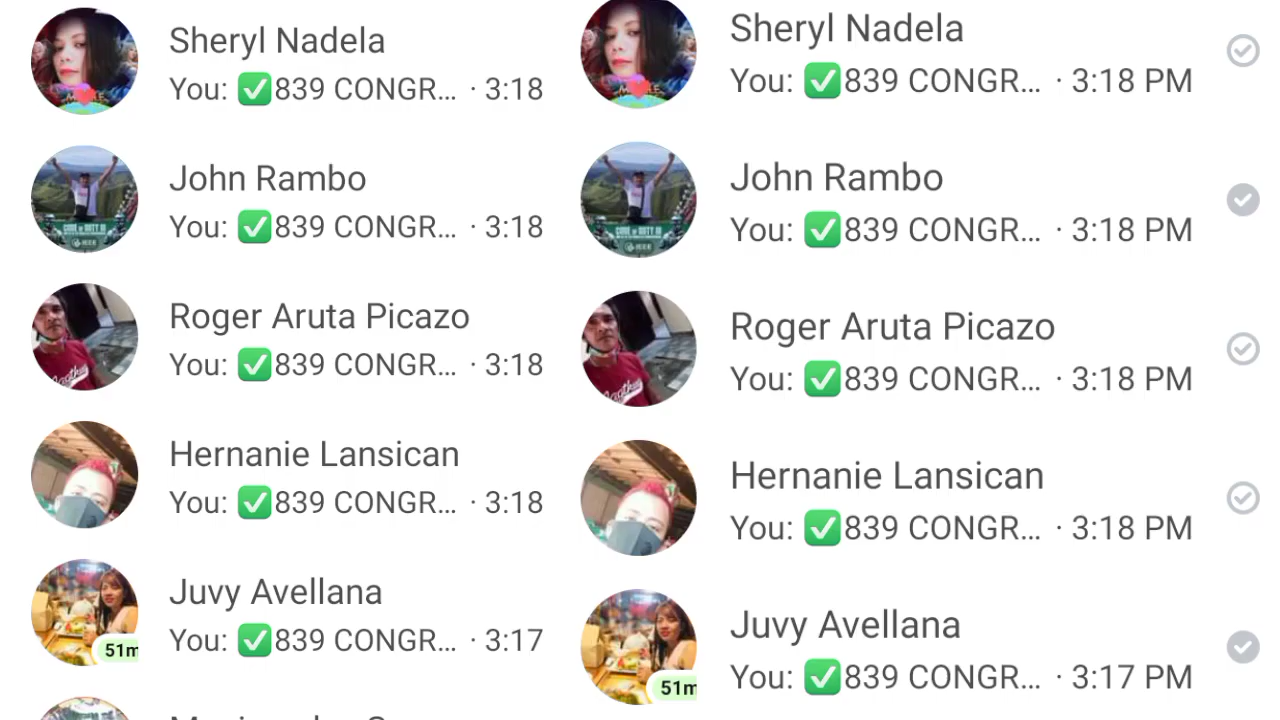 Sheryl Nadela
You: ✅839 CONGR... · 3:18
John Rambo
You: ✅839 CONGR... · 3:18
Roger Aruta Picazo
You: ✅839 CONGR... · 3:18
Hernanie Lansican
You: ✅839 CONGR... · 3:18
Juvy Avellana
You: ✅839 CONGR... · 3:17
51m
Sheryl Nadela
You: ✅839 CONGR... · 3:18 PM
John Rambo
You: ✅839 CONGR... · 3:18 PM
Roger Aruta Picazo
You: ✅839 CONGR... · 3:18 PM
Hernanie Lansican
You: ✅839 CONGR... · 3:18 PM
Juvy Avellana
You: ✅839 CONGR... · 3:17 PM
51m